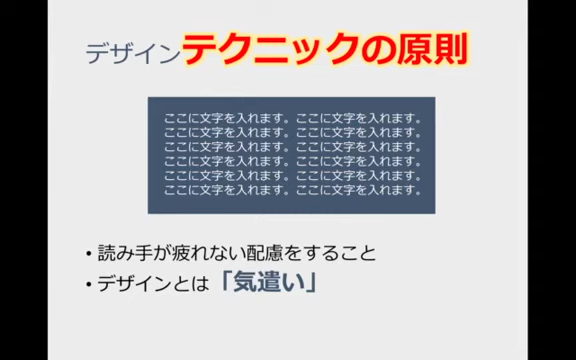 デザインテクニックの原則
ここに文字を入れます。ここに文字を入れます。
ここに文字を入れます。ここに文字を入れます。
ここに文字を入れます。ここに文字を入れます。
ここに文字を入れます。ここに文字を入れます。
ここに文字を入れます。ここに文字を入れます。
ここに文字を入れます。ここに文字を入れます。
• 読み手が疲れない配慮をすること
• デザインとは「気遣い」